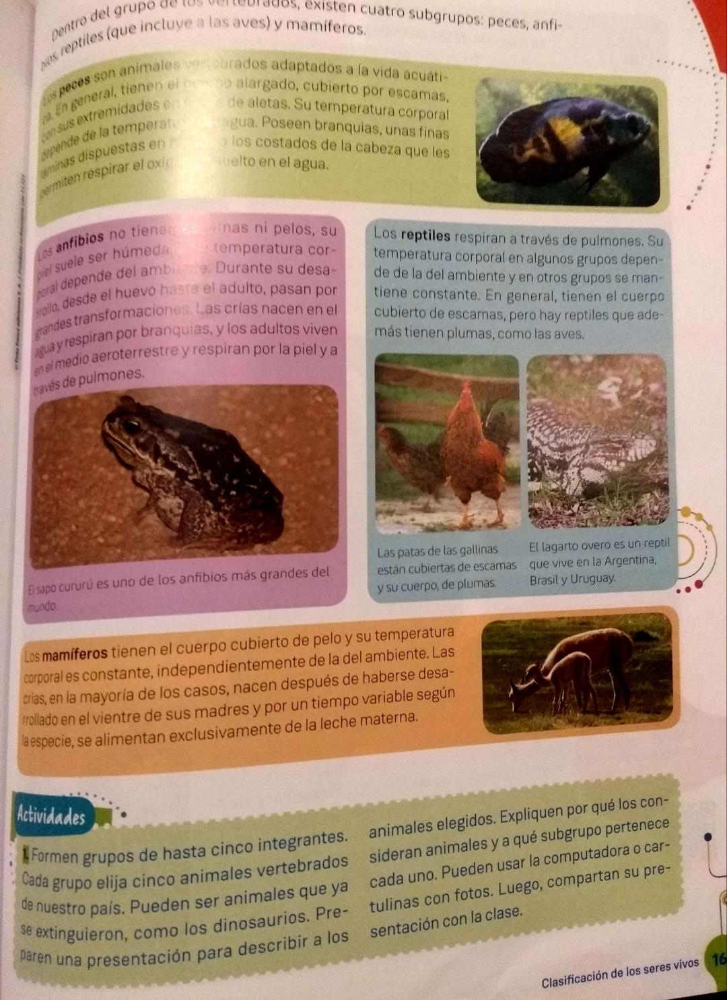 Dentro del grupo de los vertebrados, existen cuatro subgrupos: peces, anfi-
bios, reptiles (que incluye a las aves) y mamíferos.
Los peces son animales vertebrados adaptados a la vida acuáti-
ca. En general, tienen el cuerpo alargado, cubierto por escamas,
con sus extremidades en de aletas. Su temperatura corporal
depende de la temperat agua. Poseen branquias, unas finas
láminas dispuestas en a los costados de la cabeza que les
permiten respirar el oxíg suelto en el agua.
Los anfibios no tienen escamas ni pelos, su
piel suele ser húmeda, temperatura cor-
poral depende del ambiente. Durante su desa-
rrollo, desde el huevo hasta el adulto, pasan por
grandes transformaciones. Las crías nacen en el
agua y respiran por branquias, y los adultos viven
en el medio aeroterrestre y respiran por la piel y a
través de pulmones.
El sapo cururú es uno de los anfibios más grandes del
mundo.
Los reptiles respiran a través de pulmones. Su
temperatura corporal en algunos grupos depen-
de de la del ambiente y en otros grupos se man-
tiene constante. En general, tienen el cuerpo
cubierto de escamas, pero hay reptiles que ade-
más tienen plumas, como las aves.
Las patas de las gallinas
están cubiertas de escamas
y su cuerpo, de plumas.
El lagarto overo es un reptil
que vive en la Argentina,
Brasil y Uruguay.
Los mamíferos tienen el cuerpo cubierto de pelo y su temperatura
corporal es constante, independientemente de la del ambiente. Las
crías, en la mayoría de los casos, nacen después de haberse desa-
rrollado en el vientre de sus madres y por un tiempo variable según
la especie, se alimentan exclusivamente de la leche materna.
Actividades
1. Formen grupos de hasta cinco integrantes.
Cada grupo elija cinco animales vertebrados
de nuestro país. Pueden ser animales que ya
se extinguieron, como los dinosaurios. Pre-
paren una presentación para describir a los
animales elegidos. Expliquen por qué los con-
sideran animales y a qué subgrupo pertenece
cada uno. Pueden usar la computadora o car-
tulinas con fotos. Luego, compartan su pre-
sentación con la clase.
Clasificación de los seres vivos
16